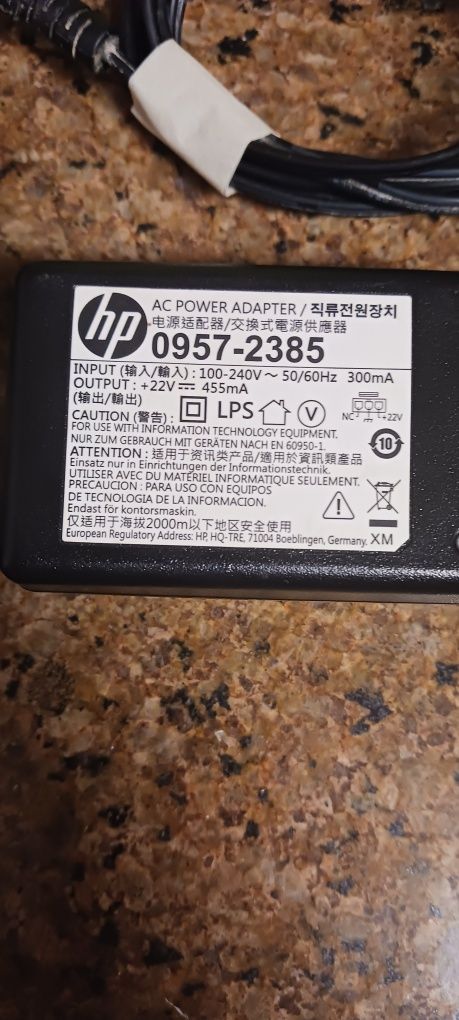 hp
AC POWER ADAPTER / 직류전원장치
电源适配器/交換式電源供應器
0957-2385
INPUT (输入/輸入) : 100-240V ~ 50/60Hz 300mA
OUTPUT : +22V ⎓ 455mA
(输出/輸出)
CAUTION (警告) : LPS V
NC +22V
FOR USE WITH INFORMATION TECHNOLOGY EQUIPMENT.
NUR ZUM GEBRAUCH MIT GERÄTEN NACH EN 60950-1.
10
ATTENTION : 适用于资讯类产品/適用於資訊類產品
Einsatz nur in Einrichtungen der Informationstechnik.
UTILISER AVEC DU MATERIEL INFORMATIQUE SEULEMENT.
PRECAUCION : PARA USO CON EQUIPOS
DE TECNOLOGIA DE LA INFORMACION.
Endast för kontorsmaskin.
仅适用于海拔2000m以下地区安全使用
European Regulatory Address: HP, HQ-TRE, 71004 Boeblingen, Germany. XM